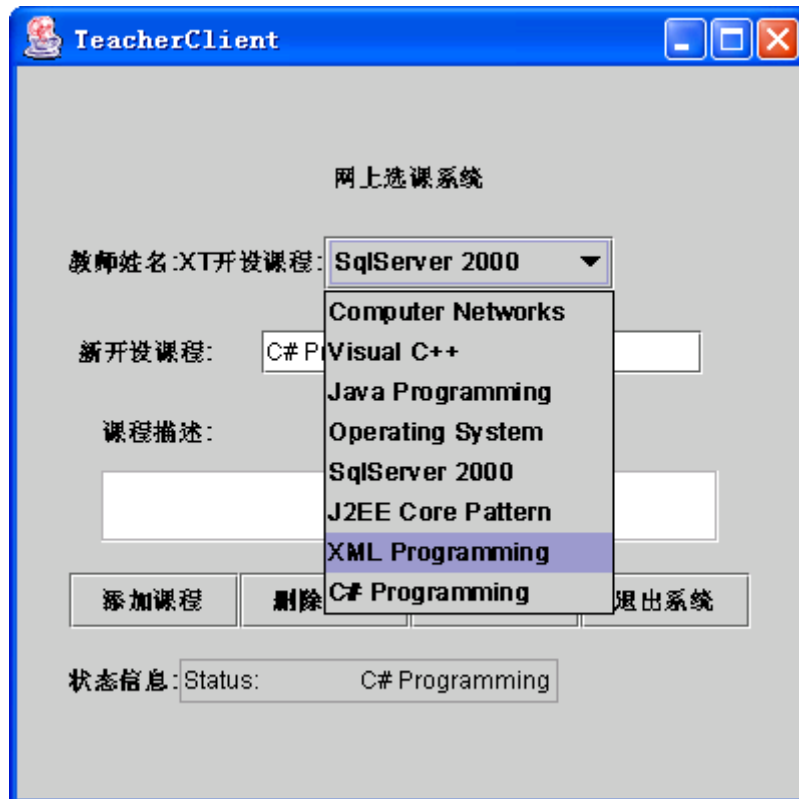 TeacherClient
网上选课系统
教师姓名:XT开设课程: SqlServer 2000
Computer Networks
新开设课程: C# Pr
Visual C++
Java Programming
课程描述:
Operating System
SqlServer 2000
J2EE Core Pattern
XML Programming
C# Programming
添加课程 删除 退出系统
状态信息: Status: C# Programming